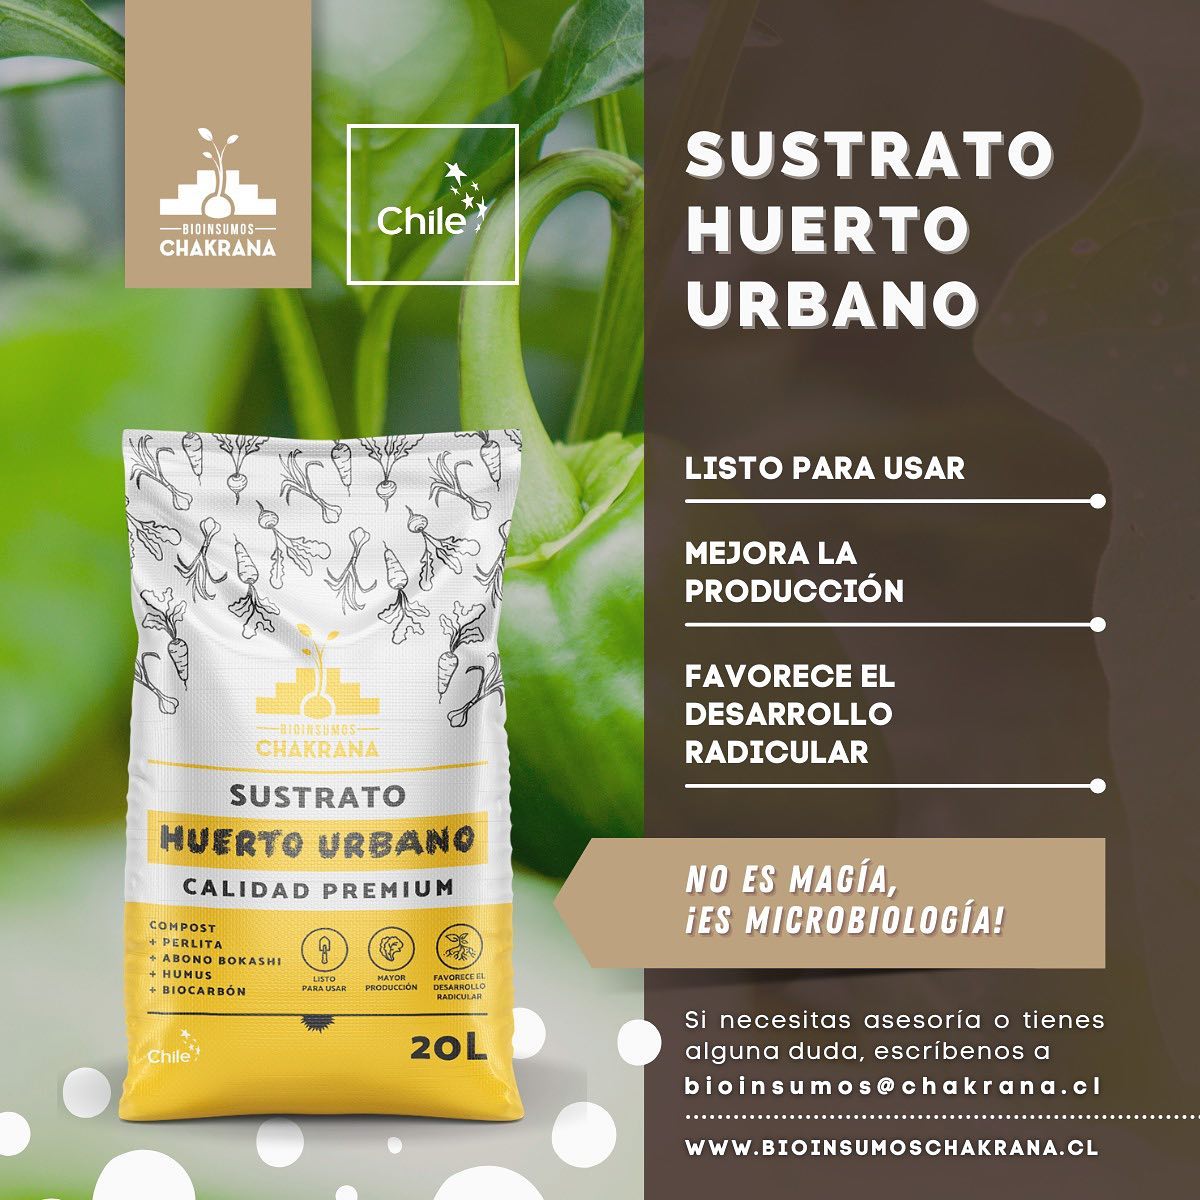 BIOINSUMOS
CHAKRANA
Chile
SUSTRATO
HUERTO
URBANO
LISTO PARA USAR
MEJORA LA
PRODUCCIÓN
FAVORECE EL
DESARROLLO
RADICULAR
NO ES MAGÍA,
¡ES MICROBIOLOGÍA!
Si necesitas asesoría o tienes
alguna duda, escríbenos a
bioinsumos@chakrana.cl
WWW.BIOINSUMOSCHAKRANA.CL
BIOINSUMOS
CHAKRANA
SUSTRATO
HUERTO URBANO
CALIDAD PREMIUM
COMPOST
+ PERLITA
+ ABONO BOKASHI
+ HUMUS
+ BIOCARBÓN
LISTO
PARA USAR
MAYOR
PRODUCCIÓN
FAVORECE EL
DESARROLLO
RADICULAR
Chile
20L